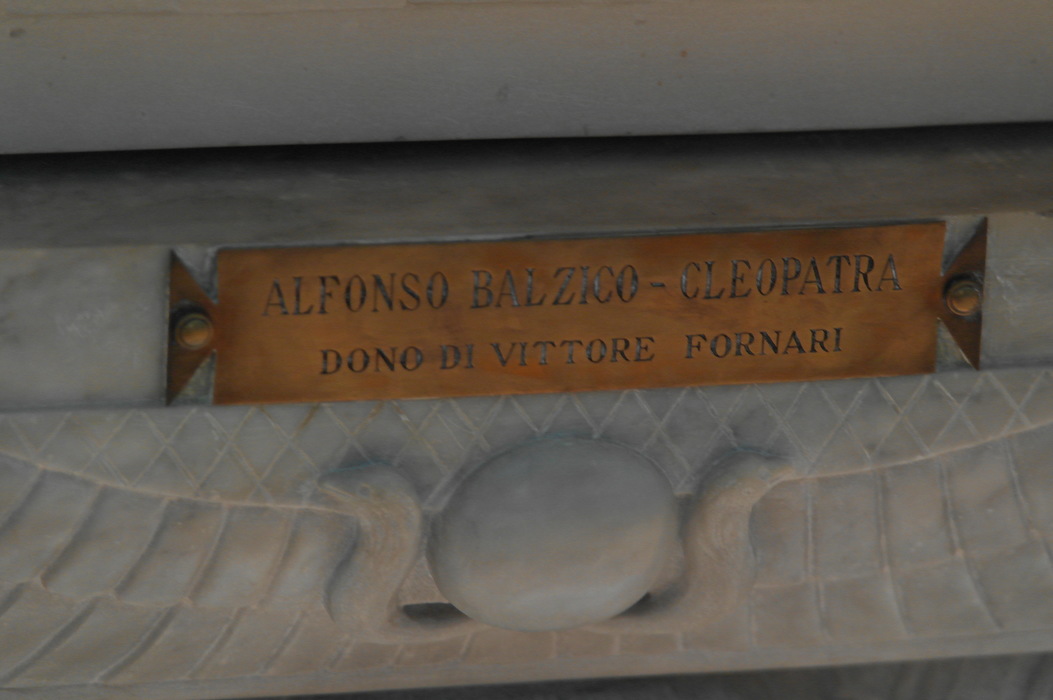 ALFONSO BALZICO - CLEOPATRA
DONO DI VITTORE FORNARI